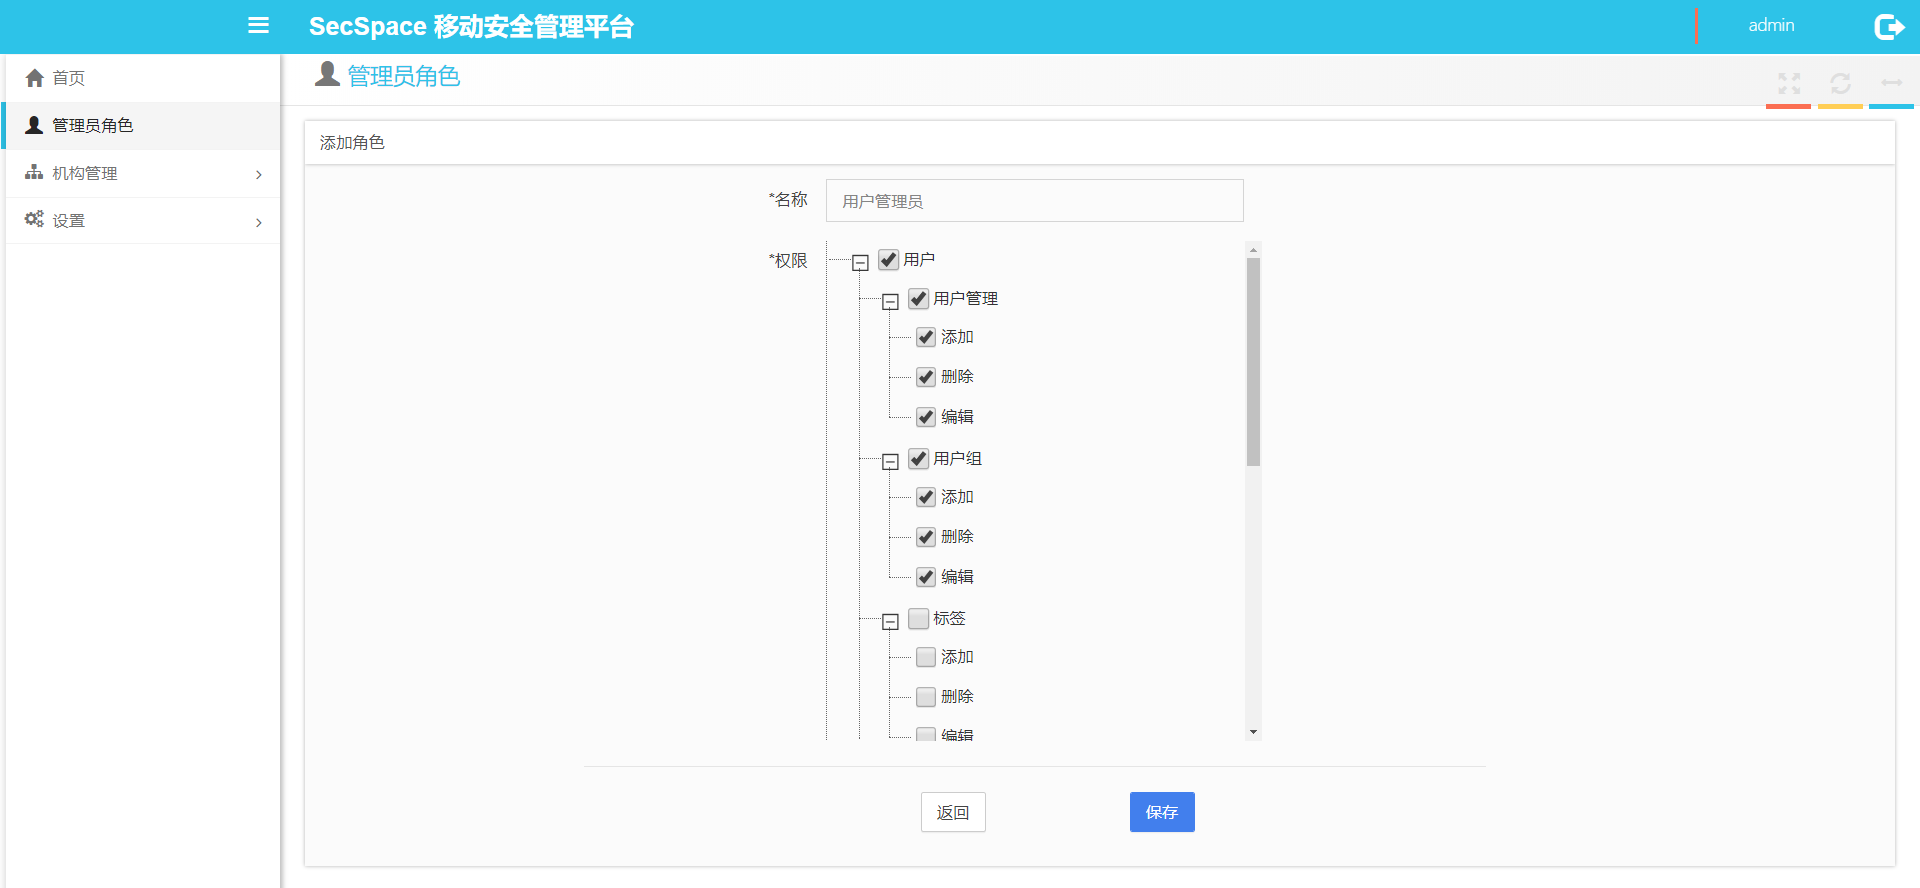 SecSpace 移动安全管理平台
admin
首页
管理员角色
机构管理
设置
管理员角色
添加角色
*名称
用户管理员
*权限
用户
用户管理
添加
删除
编辑
用户组
添加
删除
编辑
标签
添加
删除
编辑
返回
保存